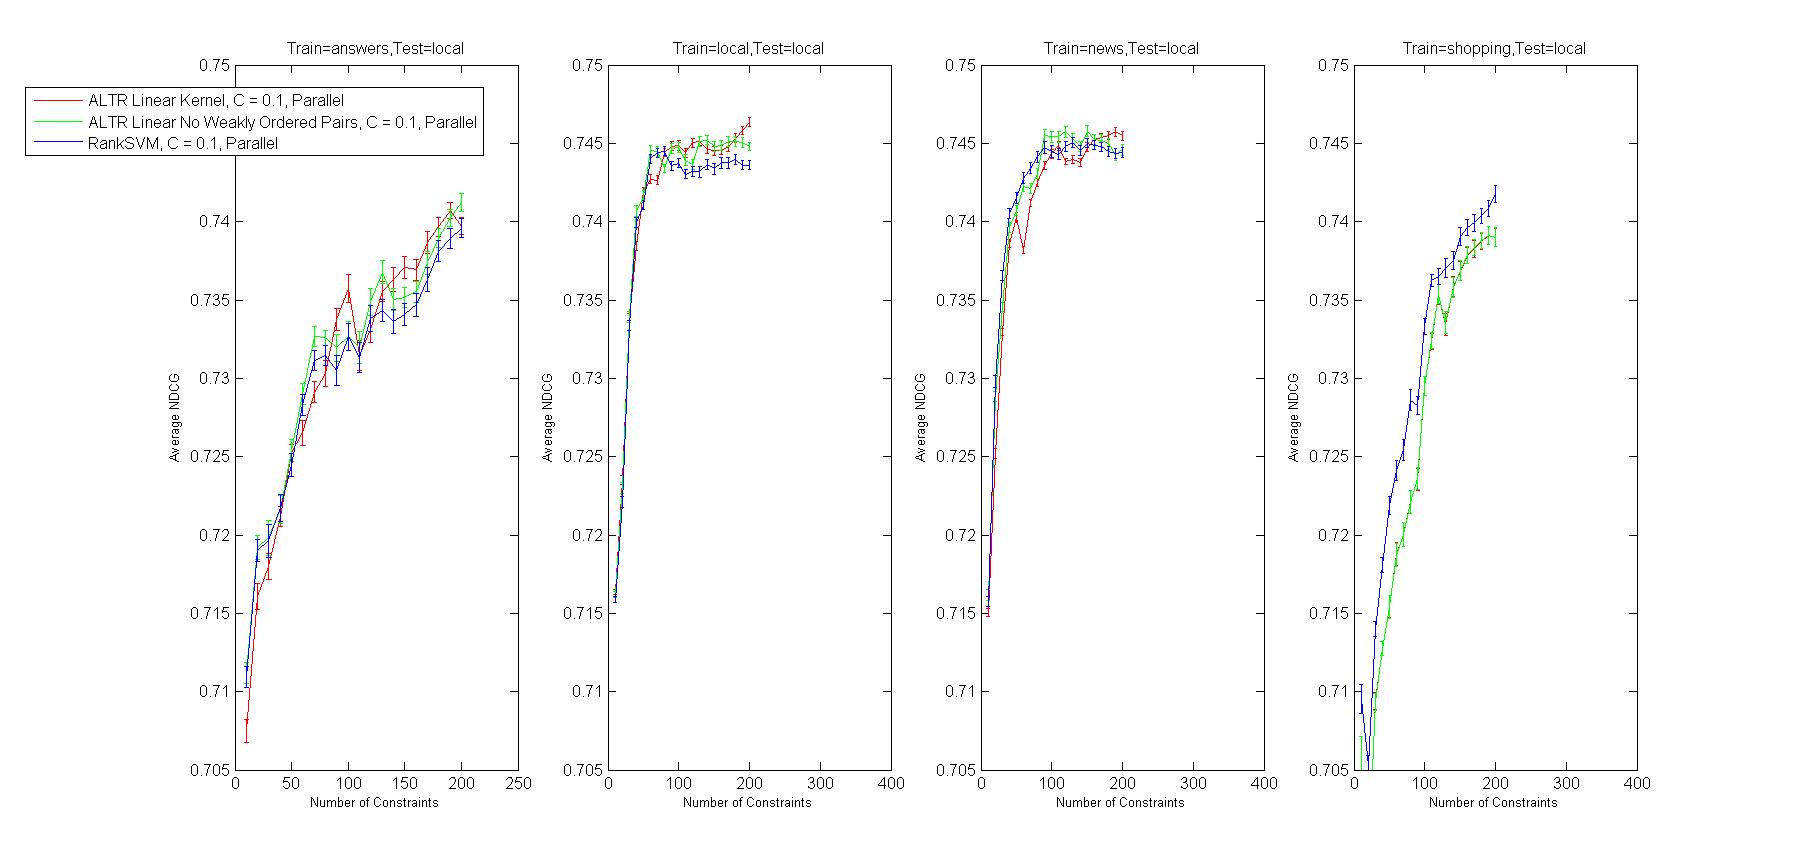 Train=answers,Test=local
Train=local,Test=local
Train=news,Test=local
Train=shopping,Test=local
ALTR Linear Kernel, C = 0.1, Parallel
ALTR Linear No Weakly Ordered Pairs, C = 0.1, Parallel
RankSVM, C = 0.1, Parallel
0.75
0.74
0.735
0.73
0.725
0.72
0.715
0.71
0.705
Average NDCG
0 50 100 150 200 250
Number of Constraints
0.75
0.745
0.74
0.735
0.73
0.725
0.72
0.715
0.71
0.705
Average NDCG
0 100 200 300 400
Number of Constraints
0.75
0.745
0.74
0.735
0.73
0.725
0.72
0.715
0.71
0.705
Average NDCG
0 100 200 300 400
Number of Constraints
0.75
0.745
0.74
0.735
0.73
0.725
0.72
0.715
0.71
0.705
Average NDCG
0 100 200 300 400
Number of Constraints